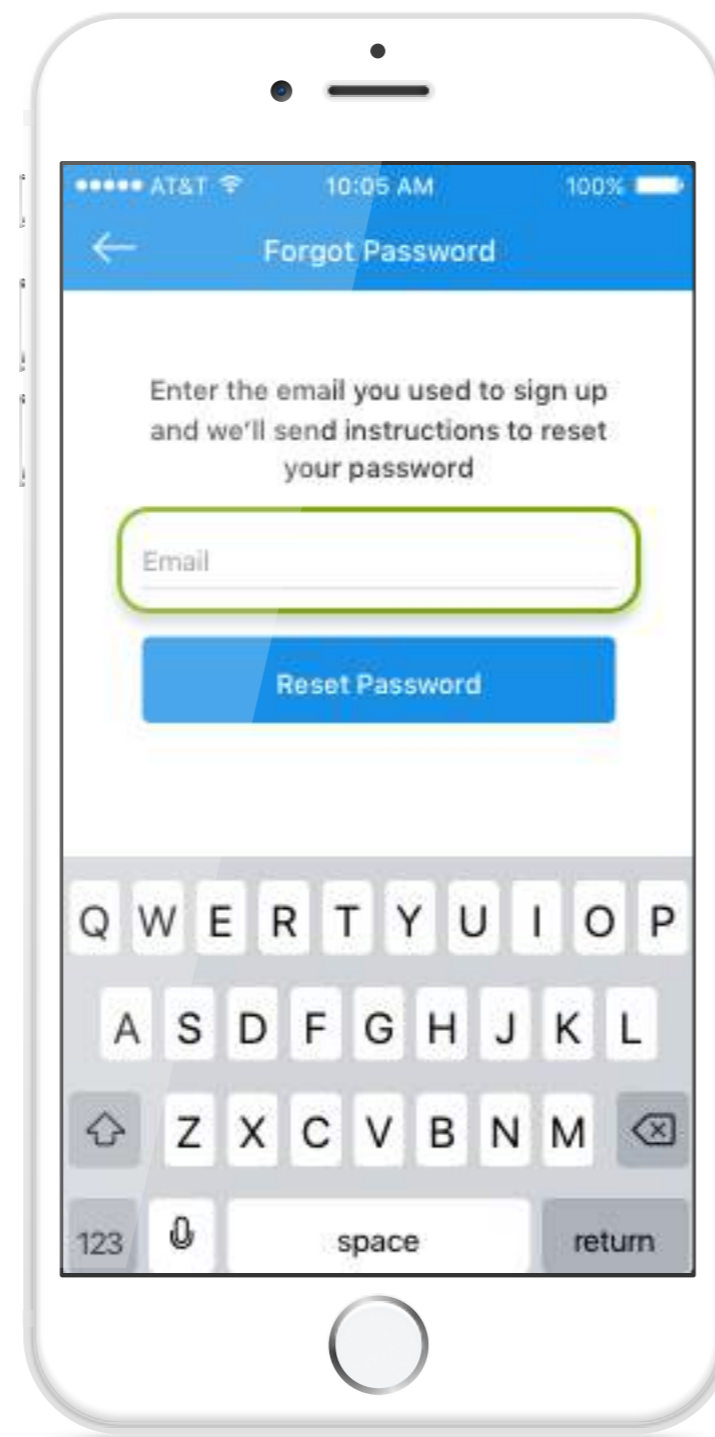 AT&T 10:05 AM 100%
Forgot Password
Enter the email you used to sign up
and we'll send instructions to reset
your password
Email
Reset Password
Q W E R T Y U I O P
A S D F G H J K L
Z X C V B N M
123 space return